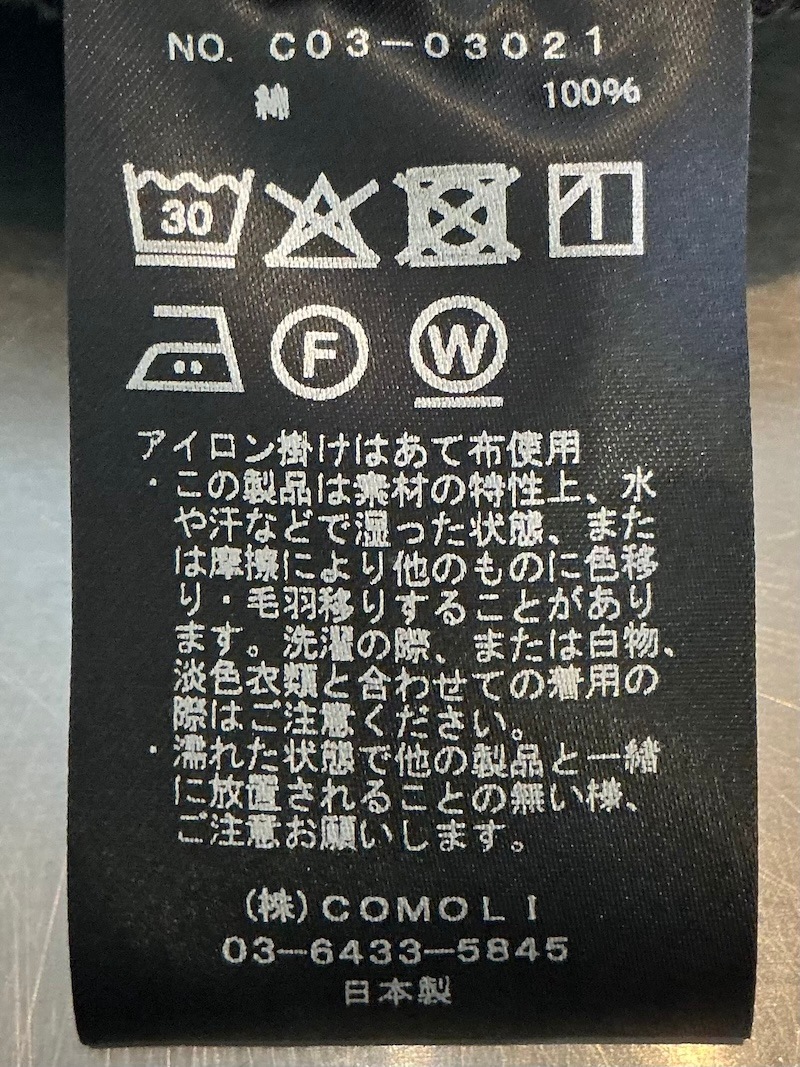 NO. C03-03021
綿 100%
30
F W
アイロン掛けはあて布使用
・この製品は素材の特性上、水
や汗などで湿った状態、また
は摩擦により他のものに色移
り・毛羽移りすることがあり
ます。洗濯の際、または白物、
淡色衣類と合わせての着用の
際はご注意ください。
・濡れた状態で他の製品と一緒
に放置されることの無い様、
ご注意お願いします。
(株)COMOLI
03-6433-5845
日本製